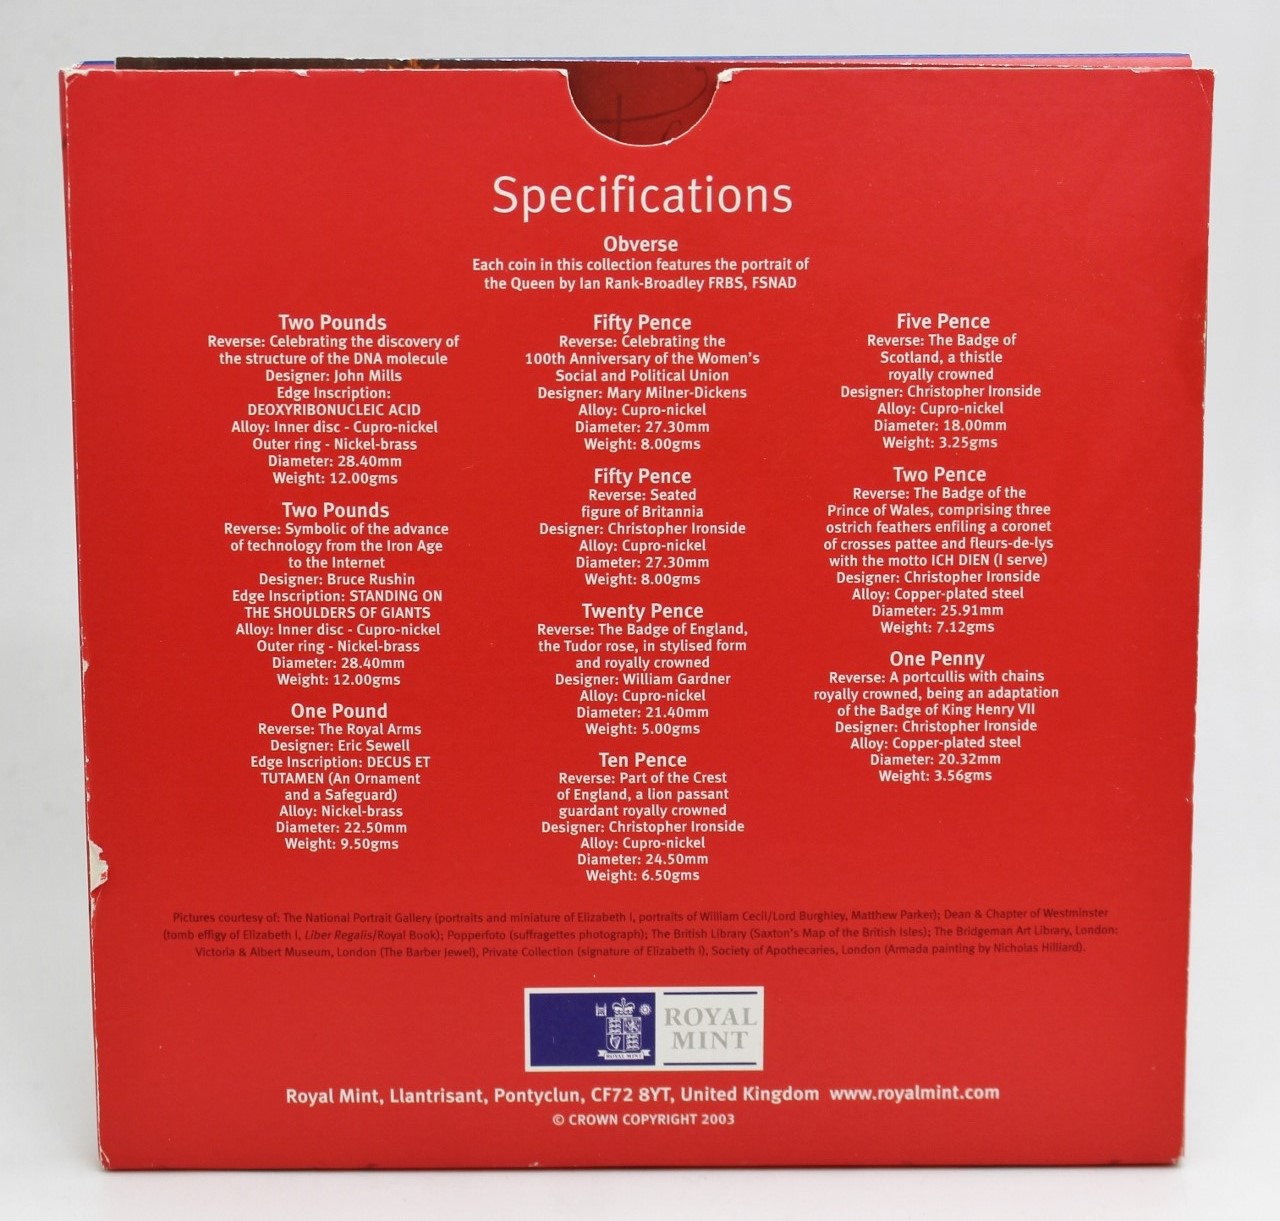 Specifications
Obverse
Each coin in this collection features the portrait of
the Queen by Ian Rank-Broadley FRBS, FSNAD
Two Pounds
Reverse: Celebrating the discovery of
the structure of the DNA molecule
Designer: John Mills
Edge Inscription:
DEOXYRIBONUCLEIC ACID
Alloy: Inner disc - Cupro-nickel
Outer ring - Nickel-brass
Diameter: 28.40mm
Weight: 12.00gms
Two Pounds
Reverse: Symbolic of the advance
of technology from the Iron Age
to the Internet
Designer: Bruce Rushin
Edge Inscription: STANDING ON
THE SHOULDERS OF GIANTS
Alloy: Inner disc - Cupro-nickel
Outer ring - Nickel-brass
Diameter: 28.40mm
Weight: 12.00gms
One Pound
Reverse: The Royal Arms
Designer: Eric Sewell
Edge Inscription: DECUS ET
TUTAMEN (An Ornament
and a Safeguard)
Alloy: Nickel-brass
Diameter: 22.50mm
Weight: 9.50gms
Fifty Pence
Reverse: Celebrating the
100th Anniversary of the Women's
Social and Political Union
Designer: Mary Milner-Dickens
Alloy: Cupro-nickel
Diameter: 27.30mm
Weight: 8.00gms
Fifty Pence
Reverse: Seated
figure of Britannia
Designer: Christopher Ironside
Alloy: Cupro-nickel
Diameter: 27.30mm
Weight: 8.00gms
Twenty Pence
Reverse: The Badge of England,
the Tudor rose, in stylised form
and royally crowned
Designer: William Gardner
Alloy: Cupro-nickel
Diameter: 21.40mm
Weight: 5.00gms
Ten Pence
Reverse: Part of the Crest
of England, a lion passant
guardant royally crowned
Designer: Christopher Ironside
Alloy: Cupro-nickel
Diameter: 24.50mm
Weight: 6.50gms
Five Pence
Reverse: The Badge of
Scotland, a thistle
royally crowned
Designer: Christopher Ironside
Alloy: Cupro-nickel
Diameter: 18.00mm
Weight: 3.25gms
Two Pence
Reverse: The Badge of the
Prince of Wales, comprising three
ostrich feathers enfiling a coronet
of crosses pattee and fleurs-de-lys
with the motto ICH DIEN (I serve)
Designer: Christopher Ironside
Alloy: Copper-plated steel
Diameter: 25.91mm
Weight: 7.12gms
One Penny
Reverse: A portcullis with chains
royally crowned, being an adaptation
of the Badge of King Henry VII
Designer: Christopher Ironside
Alloy: Copper-plated steel
Diameter: 20.32mm
Weight: 3.56gms
Pictures courtesy of: The National Portrait Gallery (portraits and miniature of Elizabeth I, portraits of William Cecil/Lord Burghley, Matthew Parker); Dean & Chapter of Westminster
(tomb effigy of Elizabeth I, Liber Regalis/Royal Book); Popperfoto (suffragettes photograph); The British Library (Saxton's Map of the British Isles); The Bridgeman Art Library, London:
Victoria & Albert Museum, London (The Barber Jewel), Private Collection (signature of Elizabeth I), Society of Apothecaries, London (Armada painting by Nicholas Hilliard).
ROYAL MINT
ROYAL
MINT
Royal Mint, Llantrisant, Pontyclun, CF72 8YT, United Kingdom www.royalmint.com
© CROWN COPYRIGHT 2003